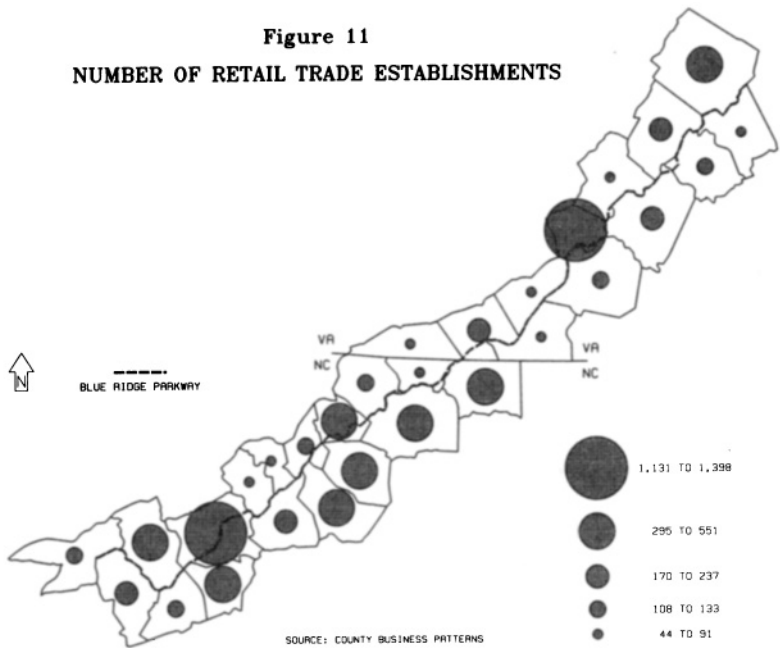 Figure 11
NUMBER OF RETAIL TRADE ESTABLISHMENTS
VA
NC
VA
NC
N
BLUE RIDGE PARKWAY
1,131 TO 1,398
295 TO 551
170 TO 237
108 TO 133
44 TO 91
SOURCE: COUNTY BUSINESS PATTERNS